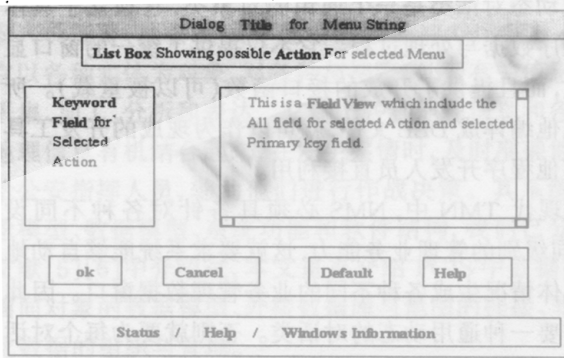 Dialog Title for Menu String
List Box Showing possible Action For selected Menu
Keyword
Field for
Selected
Action
This is a Field View which include the
All field for selected Action and selected
Primary key field.
ok Cancel Default Help
Status / Help / Windows Information